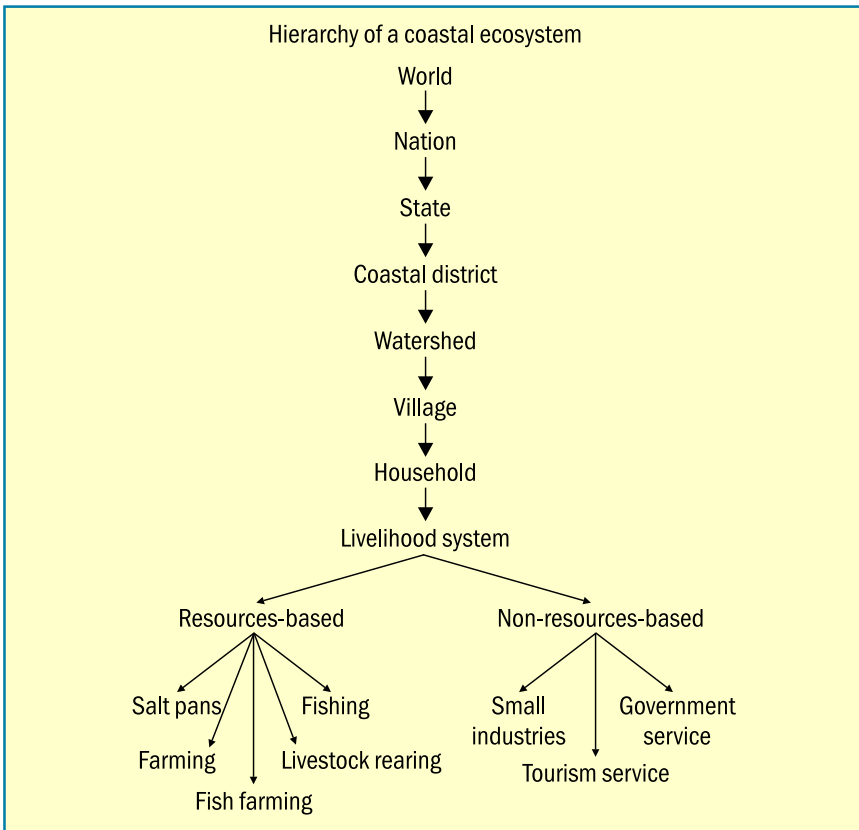 Hierarchy of a coastal ecosystem
World
Nation
State
Coastal district
Watershed
Village
Household
Livelihood system
Resources-based
Non-resources-based
Salt pans
Fishing
Farming
Livestock rearing
Fish farming
Small
industries
Government
service
Tourism service